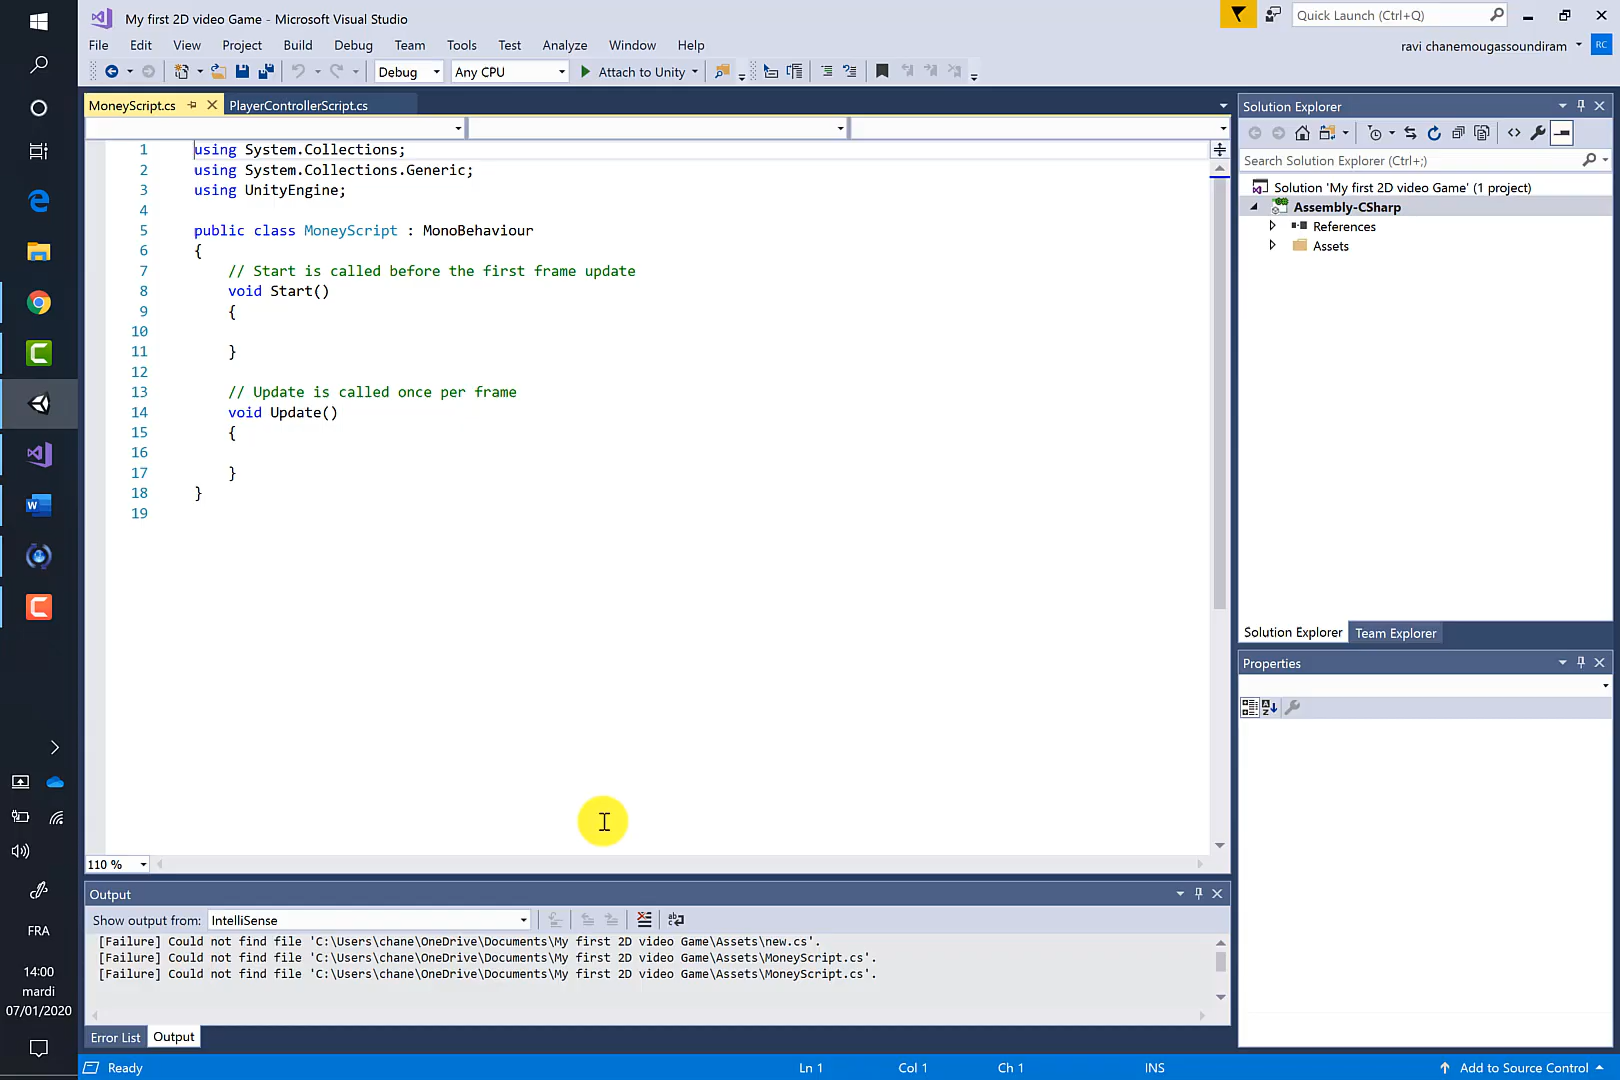 My first 2D video Game - Microsoft Visual Studio
Quick Launch (Ctrl+Q)
File Edit View Project Build Debug Team Tools Test Analyze Window Help
ravi chanemougassoundiram
RC
Debug Any CPU Attach to Unity
MoneyScript.cs PlayerControllerScript.cs
1 using System.Collections;
2 using System.Collections.Generic;
3 using UnityEngine;
4
5 public class MoneyScript : MonoBehaviour
6 {
7 // Start is called before the first frame update
8 void Start()
9 {
10
11 }
12
13 // Update is called once per frame
14 void Update()
15 {
16
17 }
18 }
19
110 %
Solution Explorer
Search Solution Explorer (Ctrl+;)
Solution 'My first 2D video Game' (1 project)
Assembly-CSharp
References
Assets
Solution Explorer Team Explorer
Properties
Output
Show output from: IntelliSense
[Failure] Could not find file 'C:\Users\chane\OneDrive\Documents\My first 2D video Game\Assets\new.cs'.
[Failure] Could not find file 'C:\Users\chane\OneDrive\Documents\My first 2D video Game\Assets\MoneyScript.cs'.
[Failure] Could not find file 'C:\Users\chane\OneDrive\Documents\My first 2D video Game\Assets\MoneyScript.cs'.
Error List Output
Ready Ln 1 Col 1 Ch 1 INS Add to Source Control
FRA
14:00
mardi
07/01/2020